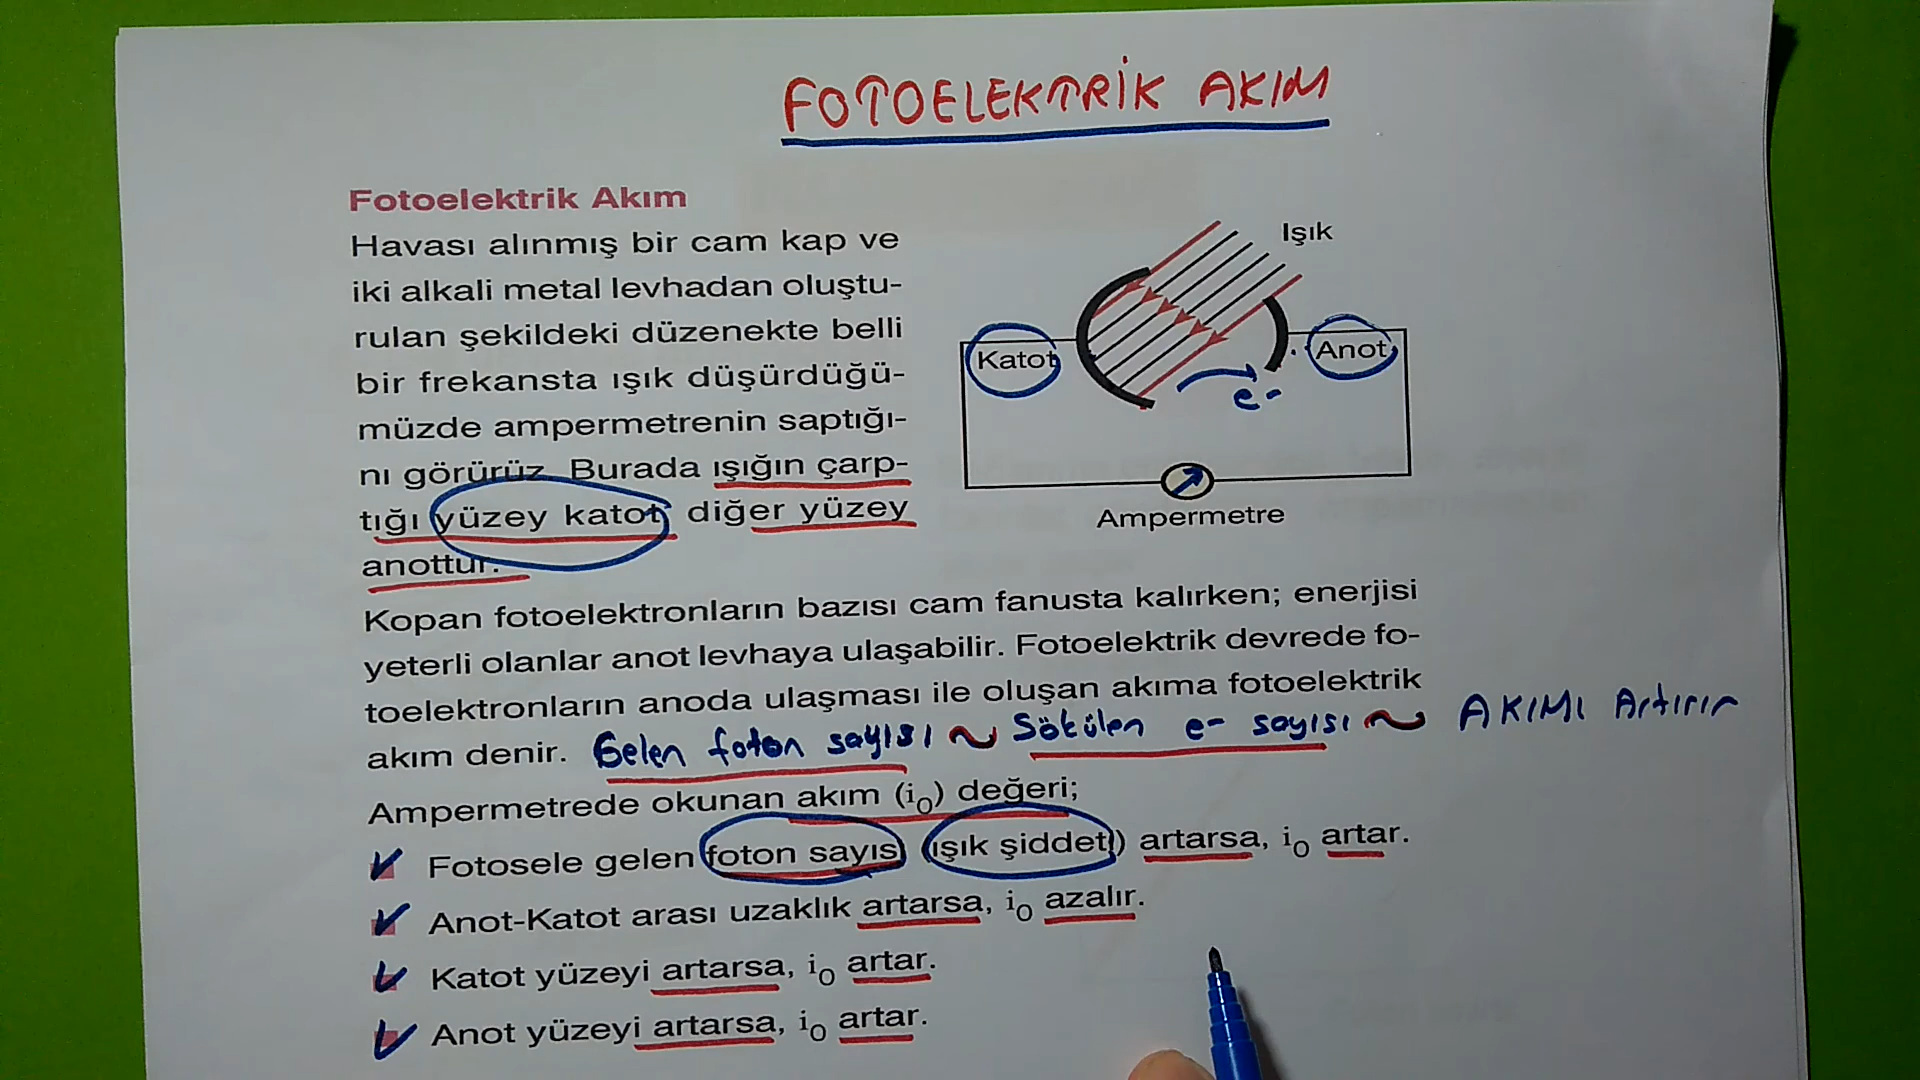 FOTOELEKTRİK AKIM
Fotoelektrik Akım
Havası alınmış bir cam kap ve
iki alkali metal levhadan oluştu-
rulan şekildeki düzenekte belli
bir frekansta ışık düşürdüğü-
müzde ampermetrenin saptığı-
nı görürüz. Burada ışığın çarp-
tığı yüzey katot, diğer yüzey
anottur.
Işık
Katot
Anot
e-
Ampermetre
Kopan fotoelektronların bazısı cam fanusta kalırken; enerjisi
yeterli olanlar anot levhaya ulaşabilir. Fotoelektrik devrede fo-
toelektronların anoda ulaşması ile oluşan akıma fotoelektrik
akım denir. Gelen foton sayısı ~ Sökülen e- sayısı ~ AKIMI Artırır
Ampermetrede okunan akım (i₀) değeri;
Fotosele gelen foton sayısı (ışık şiddeti) artarsa, i₀ artar.
Anot-Katot arası uzaklık artarsa, i₀ azalır.
Katot yüzeyi artarsa, i₀ artar.
Anot yüzeyi artarsa, i₀ artar.